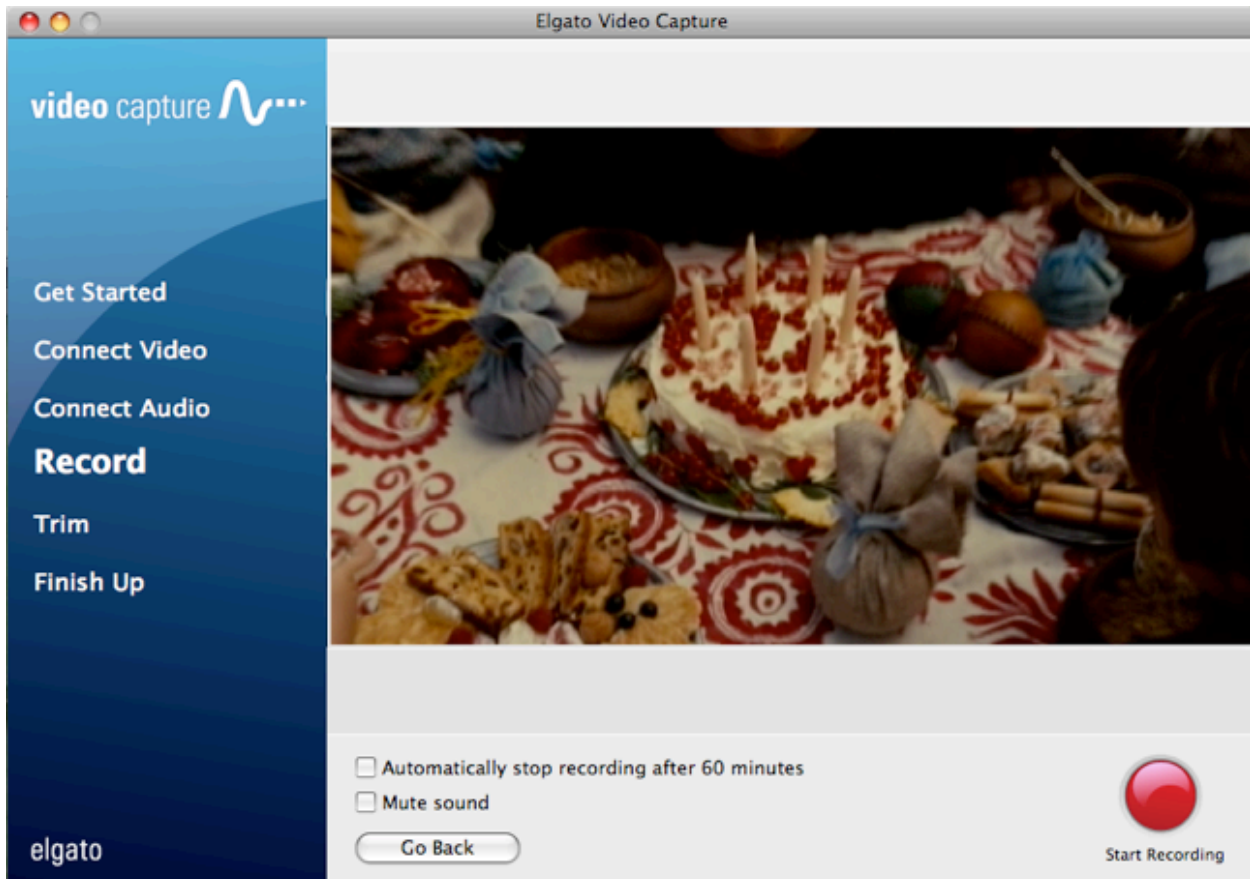 Elgato Video Capture
video capture
Get Started
Connect Video
Connect Audio
Record
Trim
Finish Up
elgato
Automatically stop recording after 60 minutes
Mute sound
Go Back
Start Recording